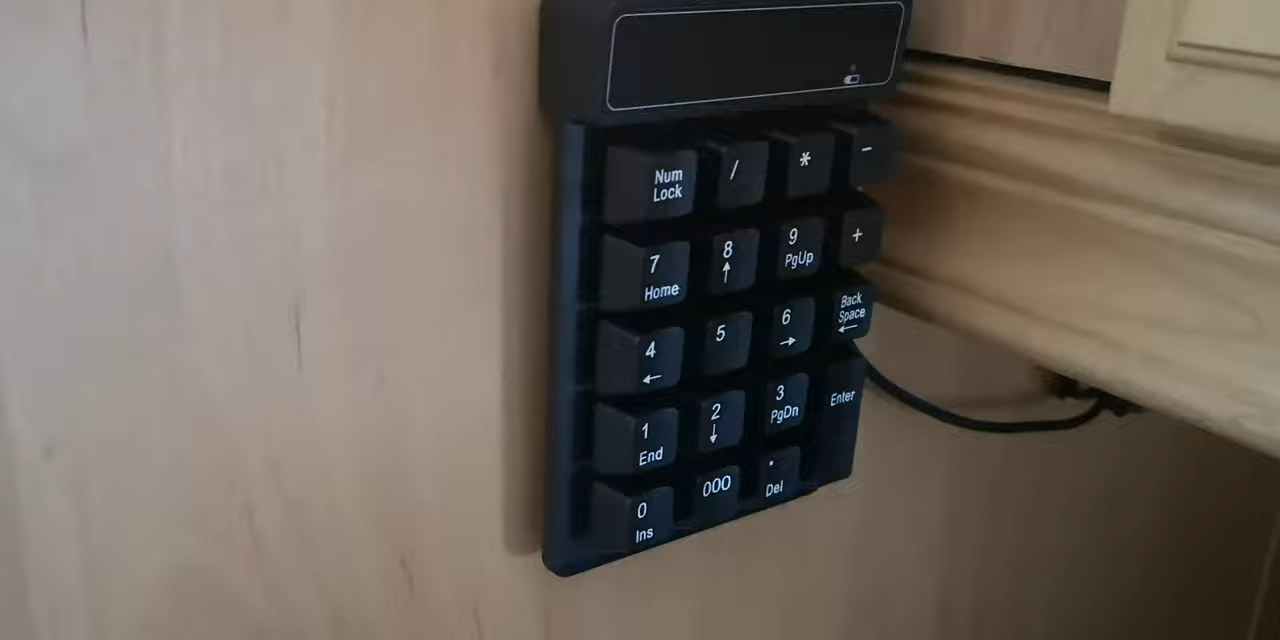 Num
Lock
/
*
-
7
Home
8
↑
9
PgUp
+
4
←
5
6
→
Back
Space
←
1
End
2
↓
3
PgDn
Enter
0
Ins
000
.
Del